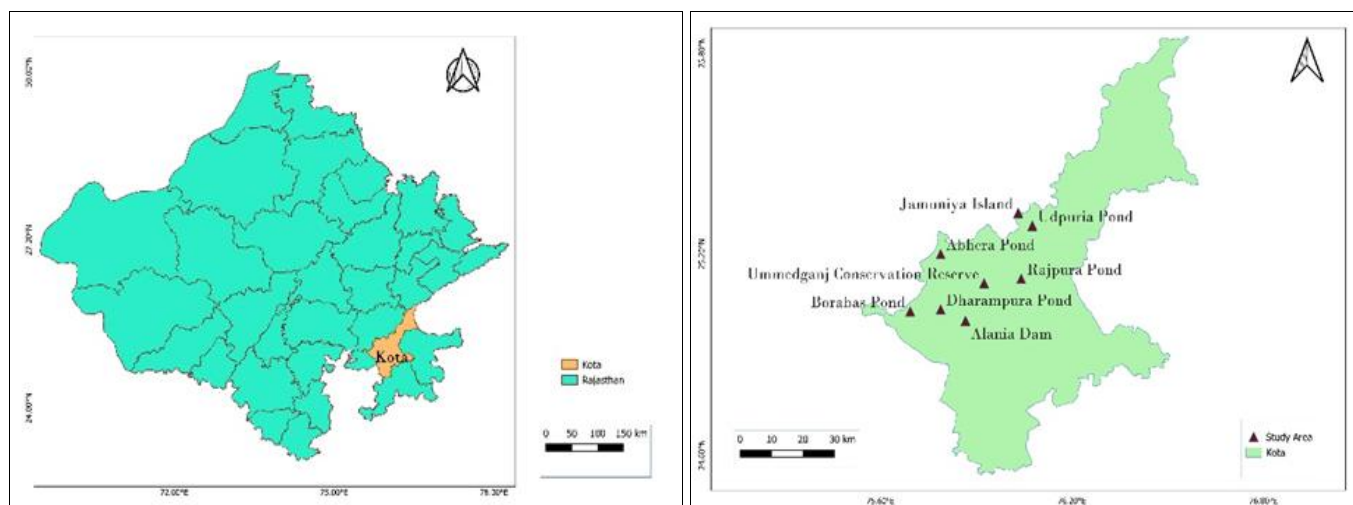 30.00°N
27.20°N
24.00°N
Kota
Kota
Rajasthan
0 50 100 150 km
72.00°E
75.00°E
78.30°E
25.80°N
25.20°N
24.60°N
Jamuniya Island
Udpuria Pond
Abhera Pond
Ummedganj Conservation Reserve
Rajpura Pond
Borabas Pond
Dharampura Pond
Alania Dam
0 10 20 30 km
Study Area
Kota
75.60°E
76.20°E
76.80°E